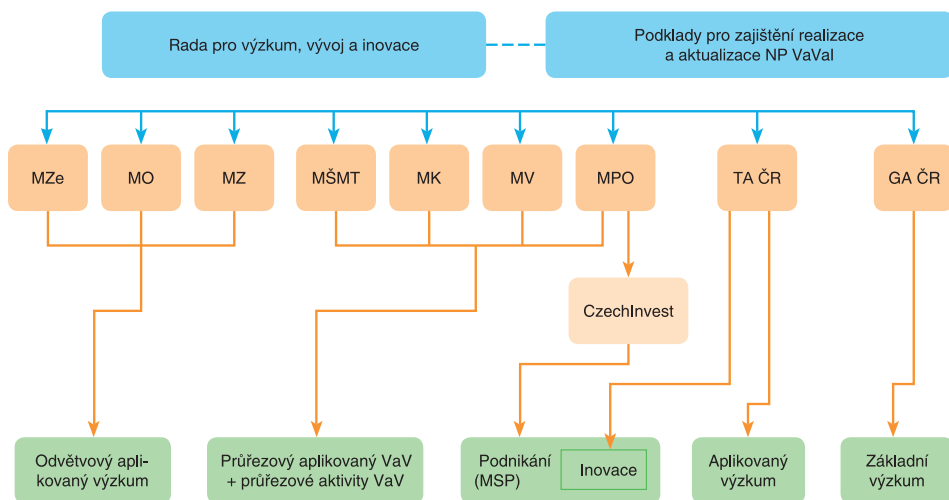 Rada pro výzkum, vývoj a inovace
Podklady pro zajištění realizace
a aktualizace NP VaVaI
MZe
MO
MZ
MŠMT
MK
MV
MPO
TA ČR
GA ČR
CzechInvest
Odvětvový apli-
kovaný výzkum
Průřezový aplikovaný VaV
+ průřezové aktivity VaV
Podnikání
(MSP)
Inovace
Aplikovaný
výzkum
Základní
výzkum